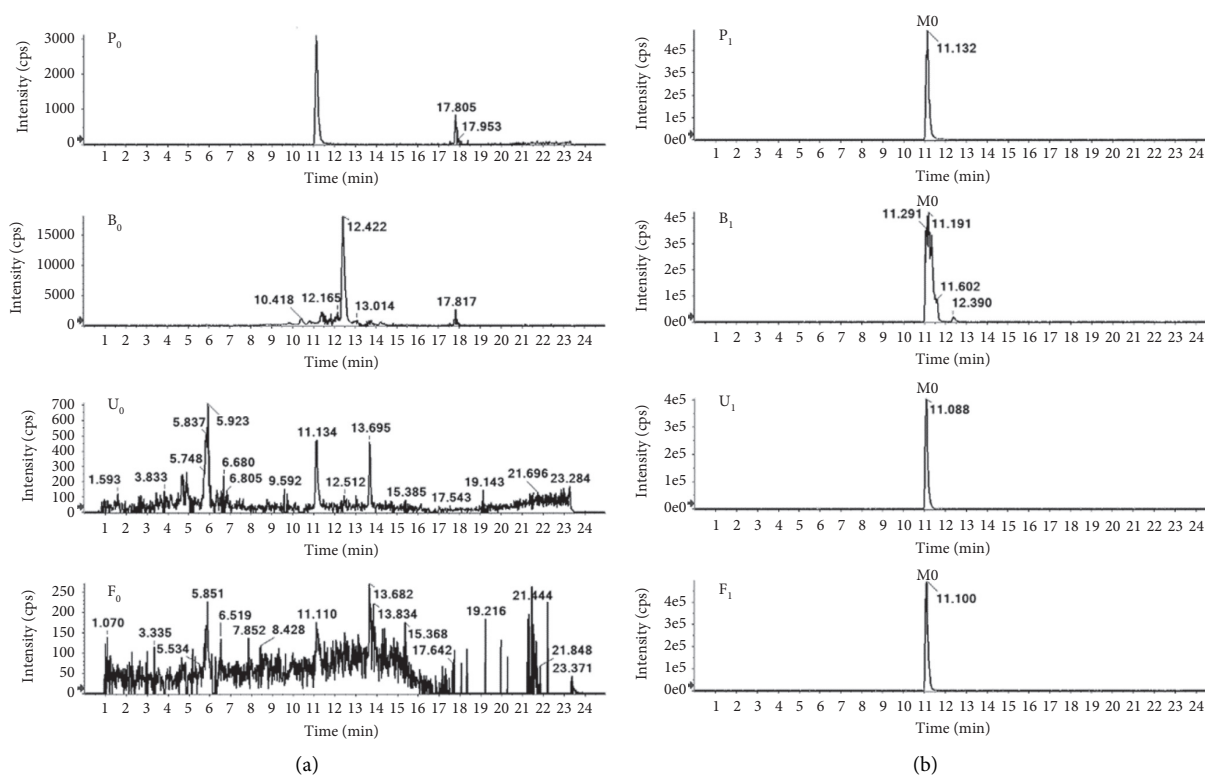 P0
Intensity (cps)
3000
2000
1000
0
17.805
17.953
1 2 3 4 5 6 7 8 9 10 11 12 13 14 15 16 17 18 19 20 21 22 23 24
Time (min)
B0
Intensity (cps)
15000
10000
5000
0
12.422
10.418
12.165
13.014
17.817
1 2 3 4 5 6 7 8 9 10 11 12 13 14 15 16 17 18 19 20 21 22 23 24
Time (min)
U0
Intensity (cps)
700
600
500
400
300
200
100
0
5.837
5.923
5.748
1.593
3.833
6.680
6.805
9.592
11.134
12.512
13.695
15.385
17.543
19.143
21.696
23.284
1 2 3 4 5 6 7 8 9 10 11 12 13 14 15 16 17 18 19 20 21 22 23 24
Time (min)
F0
Intensity (cps)
250
200
150
100
50
0
1.070
3.335
5.534
5.851
6.519
7.852
8.428
11.110
13.682
13.834
15.368
17.642
19.216
21.444
21.848
23.371
1 2 3 4 5 6 7 8 9 10 11 12 13 14 15 16 17 18 19 20 21 22 23 24
Time (min)
(a)
P1
M0
11.132
Intensity (cps)
4e5
3e5
2e5
1e5
0e0
1 2 3 4 5 6 7 8 9 10 11 12 13 14 15 16 17 18 19 20 21 22 23 24
Time (min)
B1
M0
11.291
11.191
11.602
12.390
Intensity (cps)
4e5
3e5
2e5
1e5
0e0
1 2 3 4 5 6 7 8 9 10 11 12 13 14 15 16 17 18 19 20 21 22 23 24
Time (min)
U1
M0
11.088
Intensity (cps)
4e5
3e5
2e5
1e5
0e0
1 2 3 4 5 6 7 8 9 10 11 12 13 14 15 16 17 18 19 20 21 22 23 24
Time (min)
F1
M0
11.100
Intensity (cps)
4e5
3e5
2e5
1e5
0e0
1 2 3 4 5 6 7 8 9 10 11 12 13 14 15 16 17 18 19 20 21 22 23 24
Time (min)
(b)